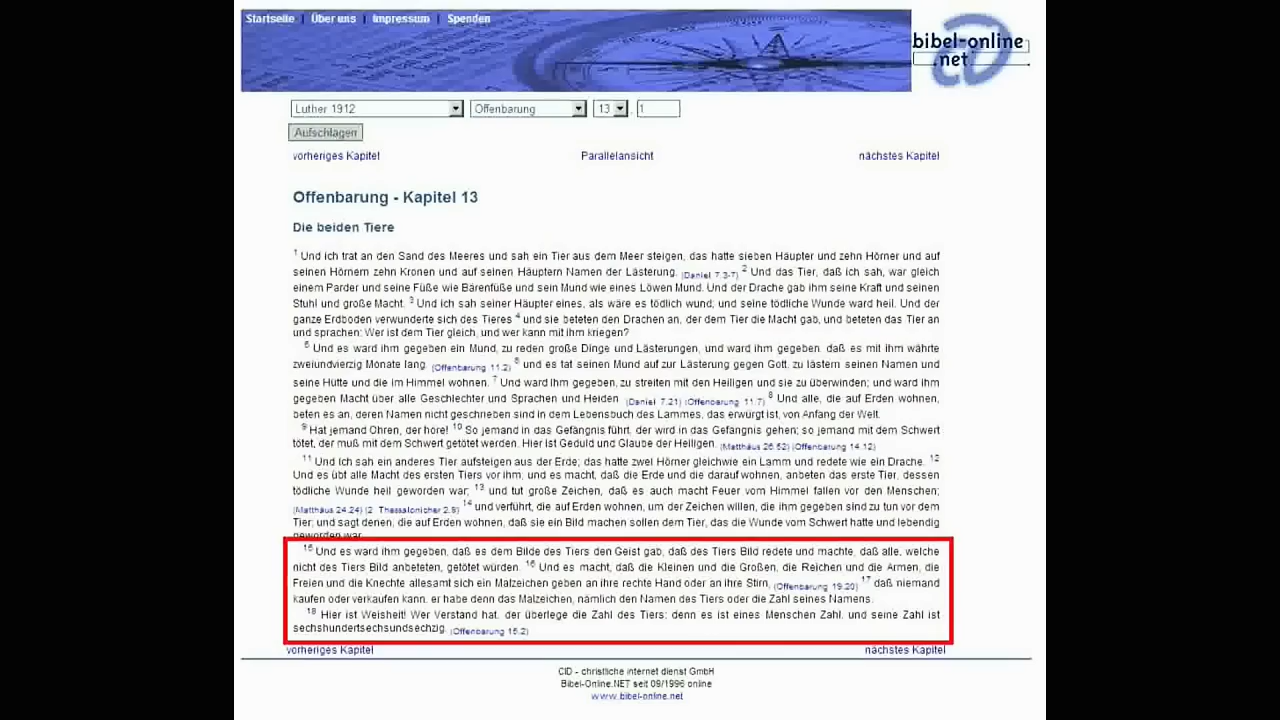 Startseite | Über uns | Impressum | Spenden
bibel-online
.net
Luther 1912 Offenbarung 13 , 1
Aufschlagen
vorheriges Kapitel Parallelansicht nächstes Kapitel
Offenbarung - Kapitel 13
Die beiden Tiere
1 Und ich trat an den Sand des Meeres und sah ein Tier aus dem Meer steigen, das hatte sieben Häupter und zehn Hörner und auf
seinen Hörnern zehn Kronen und auf seinen Häuptern Namen der Lästerung. (Daniel 7.3-7) 2 Und das Tier, daß ich sah, war gleich
einem Parder und seine Füße wie Bärenfüße und sein Mund wie eines Löwen Mund. Und der Drache gab ihm seine Kraft und seinen
Stuhl und große Macht. 3 Und ich sah seiner Häupter eines, als wäre es tödlich wund; und seine tödliche Wunde ward heil. Und der
ganze Erdboden verwunderte sich des Tieres 4 und sie beteten den Drachen an, der dem Tier die Macht gab, und beteten das Tier an
und sprachen: Wer ist dem Tier gleich, und wer kann mit ihm kriegen?
5 Und es ward ihm gegeben ein Mund, zu reden große Dinge und Lästerungen, und ward ihm gegeben, daß es mit ihm währte
zweiundvierzig Monate lang. (Offenbarung 11.2) 6 und es tat seinen Mund auf zur Lästerung gegen Gott, zu lästern seinen Namen und
seine Hütte und die im Himmel wohnen. 7 Und ward ihm gegeben, zu streiten mit den Heiligen und sie zu überwinden; und ward ihm
gegeben Macht über alle Geschlechter und Sprachen und Heiden. (Daniel 7.21) (Offenbarung 11.7) 8 Und alle, die auf Erden wohnen,
beten es an, deren Namen nicht geschrieben sind in dem Lebensbuch des Lammes, das erwürgt ist, von Anfang der Welt.
9 Hat jemand Ohren, der höre! 10 So jemand in das Gefängnis führt, der wird in das Gefängnis gehen; so jemand mit dem Schwert
tötet, der muß mit dem Schwert getötet werden. Hier ist Geduld und Glaube der Heiligen. (Matthäus 26.52) (Offenbarung 14.12)
11 Und ich sah ein anderes Tier aufsteigen aus der Erde; das hatte zwei Hörner gleichwie ein Lamm und redete wie ein Drache. 12
Und es übt alle Macht des ersten Tiers vor ihm; und es macht, daß die Erde und die darauf wohnen, anbeten das erste Tier, dessen
tödliche Wunde heil geworden war; 13 und tut große Zeichen, daß es auch macht Feuer vom Himmel fallen vor den Menschen;
(Matthäus 24.24) (2. Thessalonicher 2.9) 14 und verführt, die auf Erden wohnen, um der Zeichen willen, die ihm gegeben sind zu tun vor dem
Tier; und sagt denen, die auf Erden wohnen, daß sie ein Bild machen sollen dem Tier, das die Wunde vom Schwert hatte und lebendig
geworden war.
15 Und es ward ihm gegeben, daß es dem Bilde des Tiers den Geist gab, daß des Tiers Bild redete und machte, daß alle, welche
nicht des Tiers Bild anbeteten, getötet würden. 16 Und es macht, daß die Kleinen und die Großen, die Reichen und die Armen, die
Freien und die Knechte allesamt sich ein Malzeichen geben an ihre rechte Hand oder an ihre Stirn, (Offenbarung 19.20) 17 daß niemand
kaufen oder verkaufen kann, er habe denn das Malzeichen, nämlich den Namen des Tiers oder die Zahl seines Namens.
18 Hier ist Weisheit! Wer Verstand hat, der überlege die Zahl des Tiers; denn es ist eines Menschen Zahl, und seine Zahl ist
sechshundertsechsundsechzig. (Offenbarung 15.2)
vorheriges Kapitel nächstes Kapitel
CID - christliche internet dienst GmbH
Bibel-Online.NET seit 09/1996 online
www.bibel-online.net